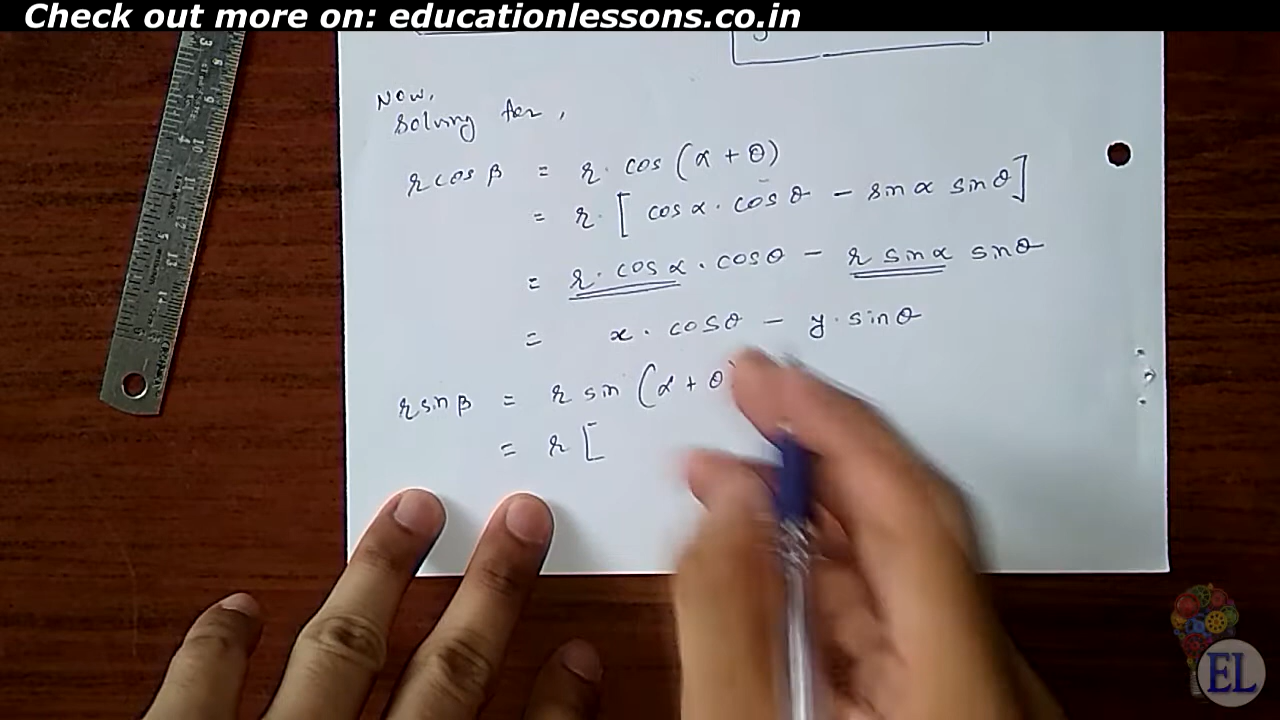 Check out more on: educationlessons.co.in
Now,
Solving for,
r cos β = r. cos (α + θ)
= r. [ cos α . cos θ - sin α sin θ ]
= r. cos α . cos θ - r sin α sin θ
= x. cos θ - y. sin θ
r sin β = r sin (α + θ)
= r [
EL